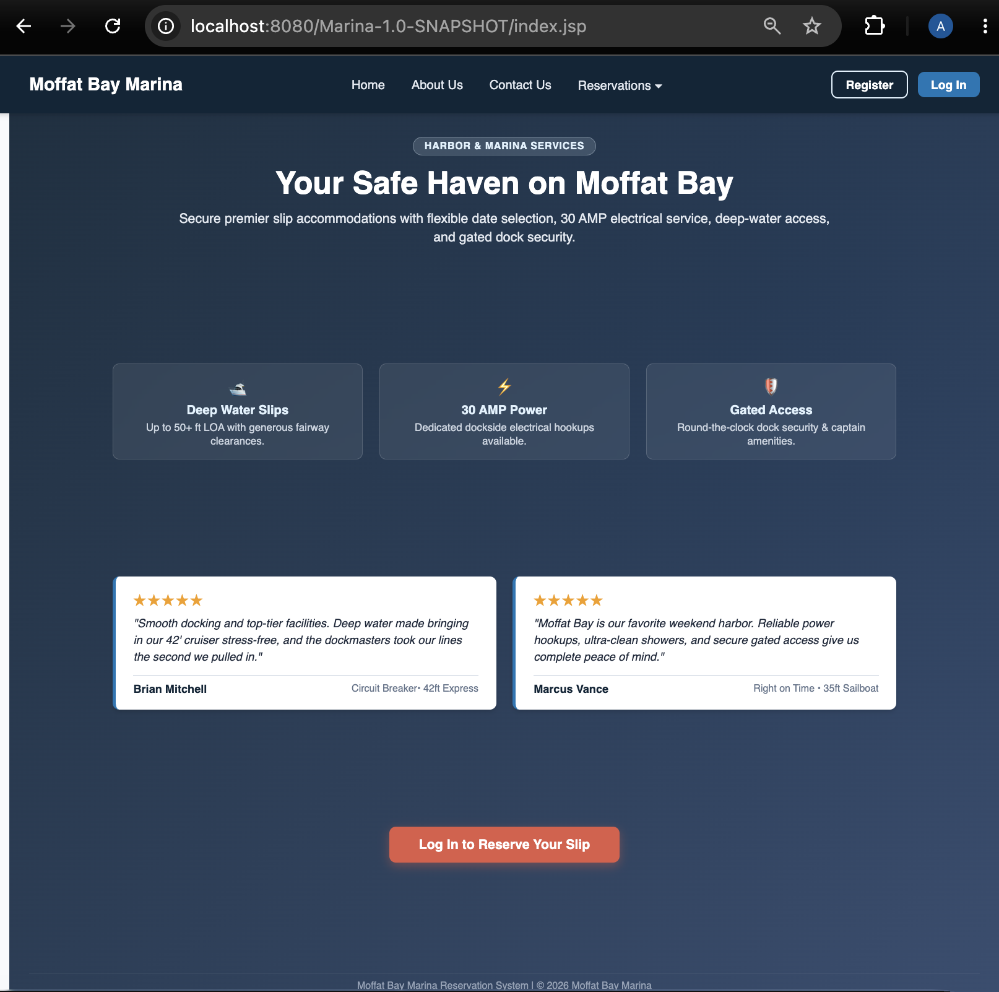 localhost:8080/Marina-1.0-SNAPSHOT/index.jsp
A
Moffat Bay Marina
Home
About Us
Contact Us
Reservations
Register
Log In
HARBOR & MARINA SERVICES
Your Safe Haven on Moffat Bay
Secure premier slip accommodations with flexible date selection, 30 AMP electrical service, deep-water access,
and gated dock security.
Deep Water Slips
Up to 50+ ft LOA with generous fairway
clearances.
30 AMP Power
Dedicated dockside electrical hookups
available.
Gated Access
Round-the-clock dock security & captain
amenities.
★★★★★
"Smooth docking and top-tier facilities. Deep water made bringing
in our 42' cruiser stress-free, and the dockmasters took our lines
the second we pulled in."
Brian Mitchell
Circuit Breaker• 42ft Express
★★★★★
"Moffat Bay is our favorite weekend harbor. Reliable power
hookups, ultra-clean showers, and secure gated access give us
complete peace of mind."
Marcus Vance
Right on Time • 35ft Sailboat
Log In to Reserve Your Slip
Moffat Bay Marina Reservation System | © 2026 Moffat Bay Marina